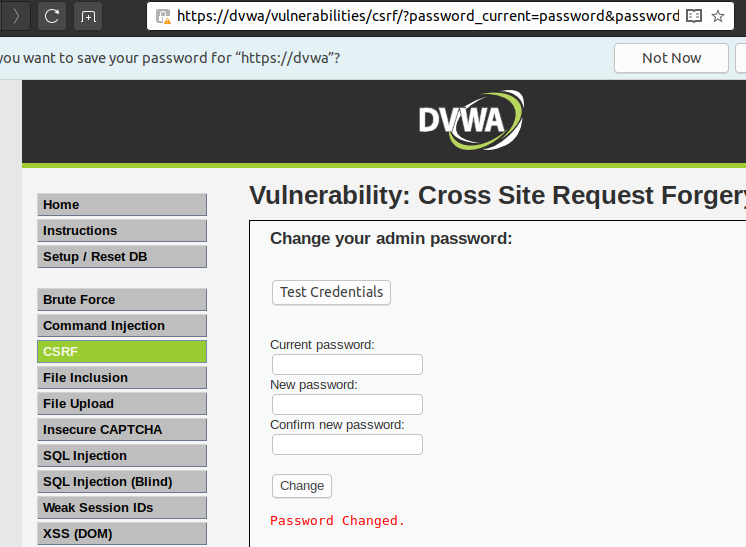 https://dvwa/vulnerabilities/csrf/?password_current=password&password
you want to save your password for “https://dvwa”?
Not Now
DVWA
Vulnerability: Cross Site Request Forgery
Home
Instructions
Setup / Reset DB
Brute Force
Command Injection
CSRF
File Inclusion
File Upload
Insecure CAPTCHA
SQL Injection
SQL Injection (Blind)
Weak Session IDs
XSS (DOM)
Change your admin password:
Test Credentials
Current password:
New password:
Confirm new password:
Change
Password Changed.